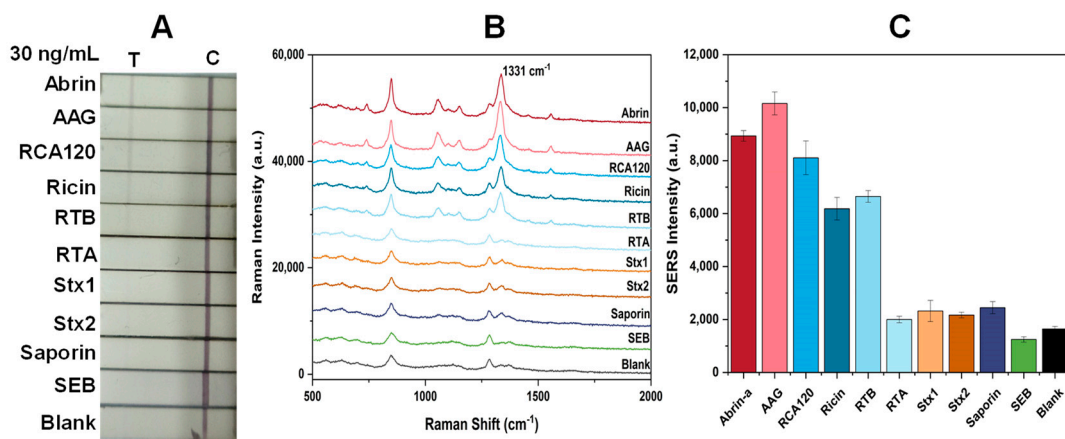 A
30 ng/mL
T
C
Abrin
AAG
RCA120
Ricin
RTB
RTA
Stx1
Stx2
Saporin
SEB
Blank
B
60,000
40,000
20,000
0
Raman Intensity (a.u.)
1331 cm⁻¹
Abrin
AAG
RCA120
Ricin
RTB
RTA
Stx1
Stx2
Saporin
SEB
Blank
500
1000
1500
2000
Raman Shift (cm⁻¹)
C
12,000
10,000
8,000
6,000
4,000
2,000
0
SERS Intensity (a.u.)
Abrin-a
AAG
RCA120
Ricin
RTB
RTA
Stx1
Stx2
Saporin
SEB
Blank